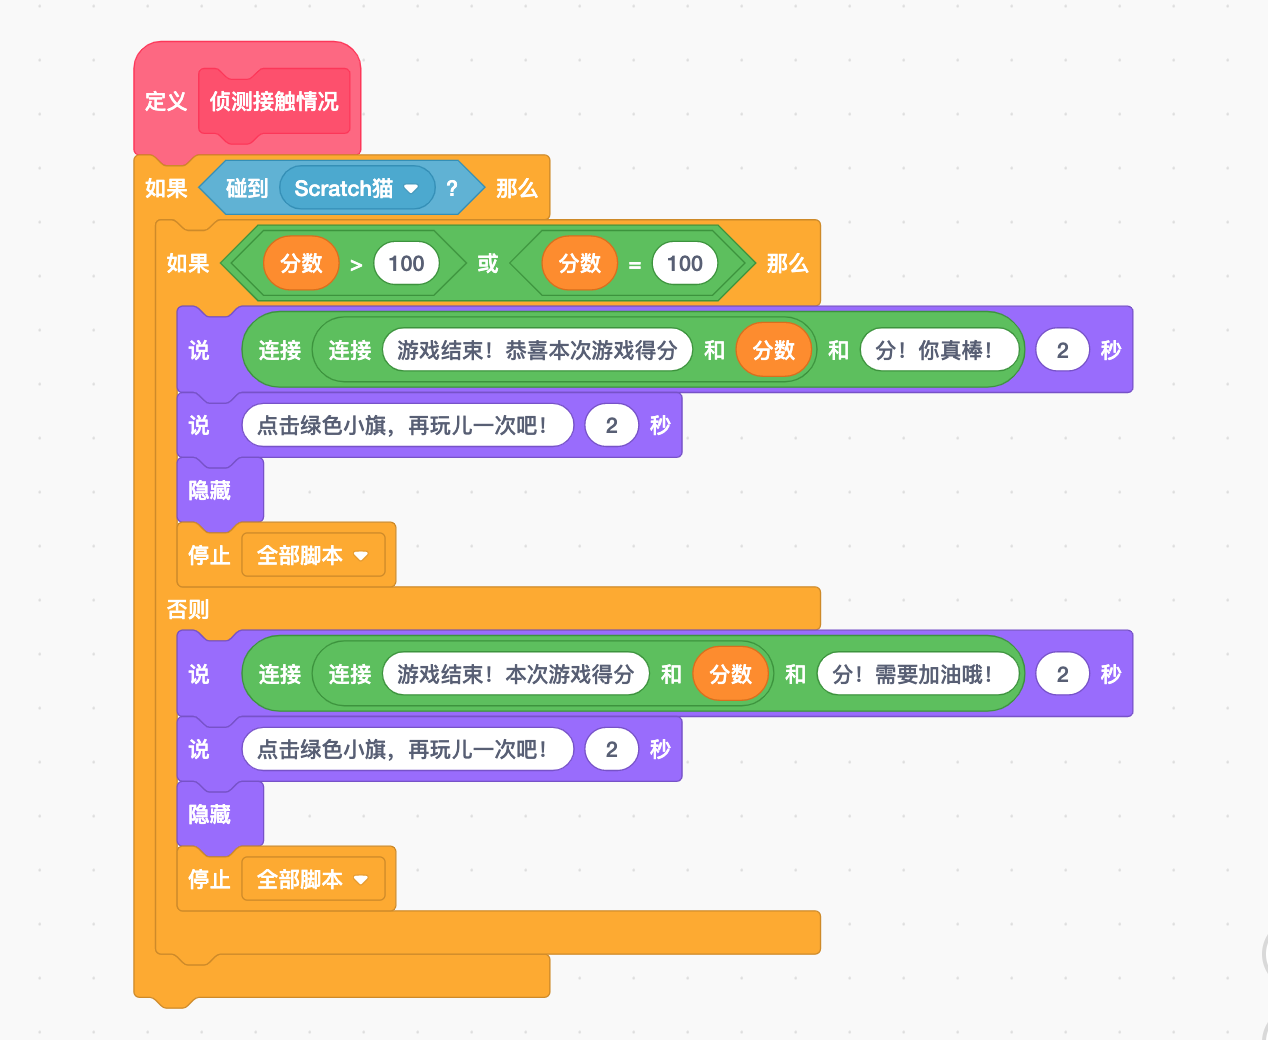 定义 侦测接触情况
如果 碰到 Scratch猫 ? 那么
如果 分数 > 100 或 分数 = 100 那么
说 连接 连接 游戏结束！恭喜本次游戏得分 和 分数 和 分！你真棒！ 2 秒
说 点击绿色小旗，再玩儿一次吧！ 2 秒
隐藏
停止 全部脚本
否则
说 连接 连接 游戏结束！本次游戏得分 和 分数 和 分！需要加油哦！ 2 秒
说 点击绿色小旗，再玩儿一次吧！ 2 秒
隐藏
停止 全部脚本